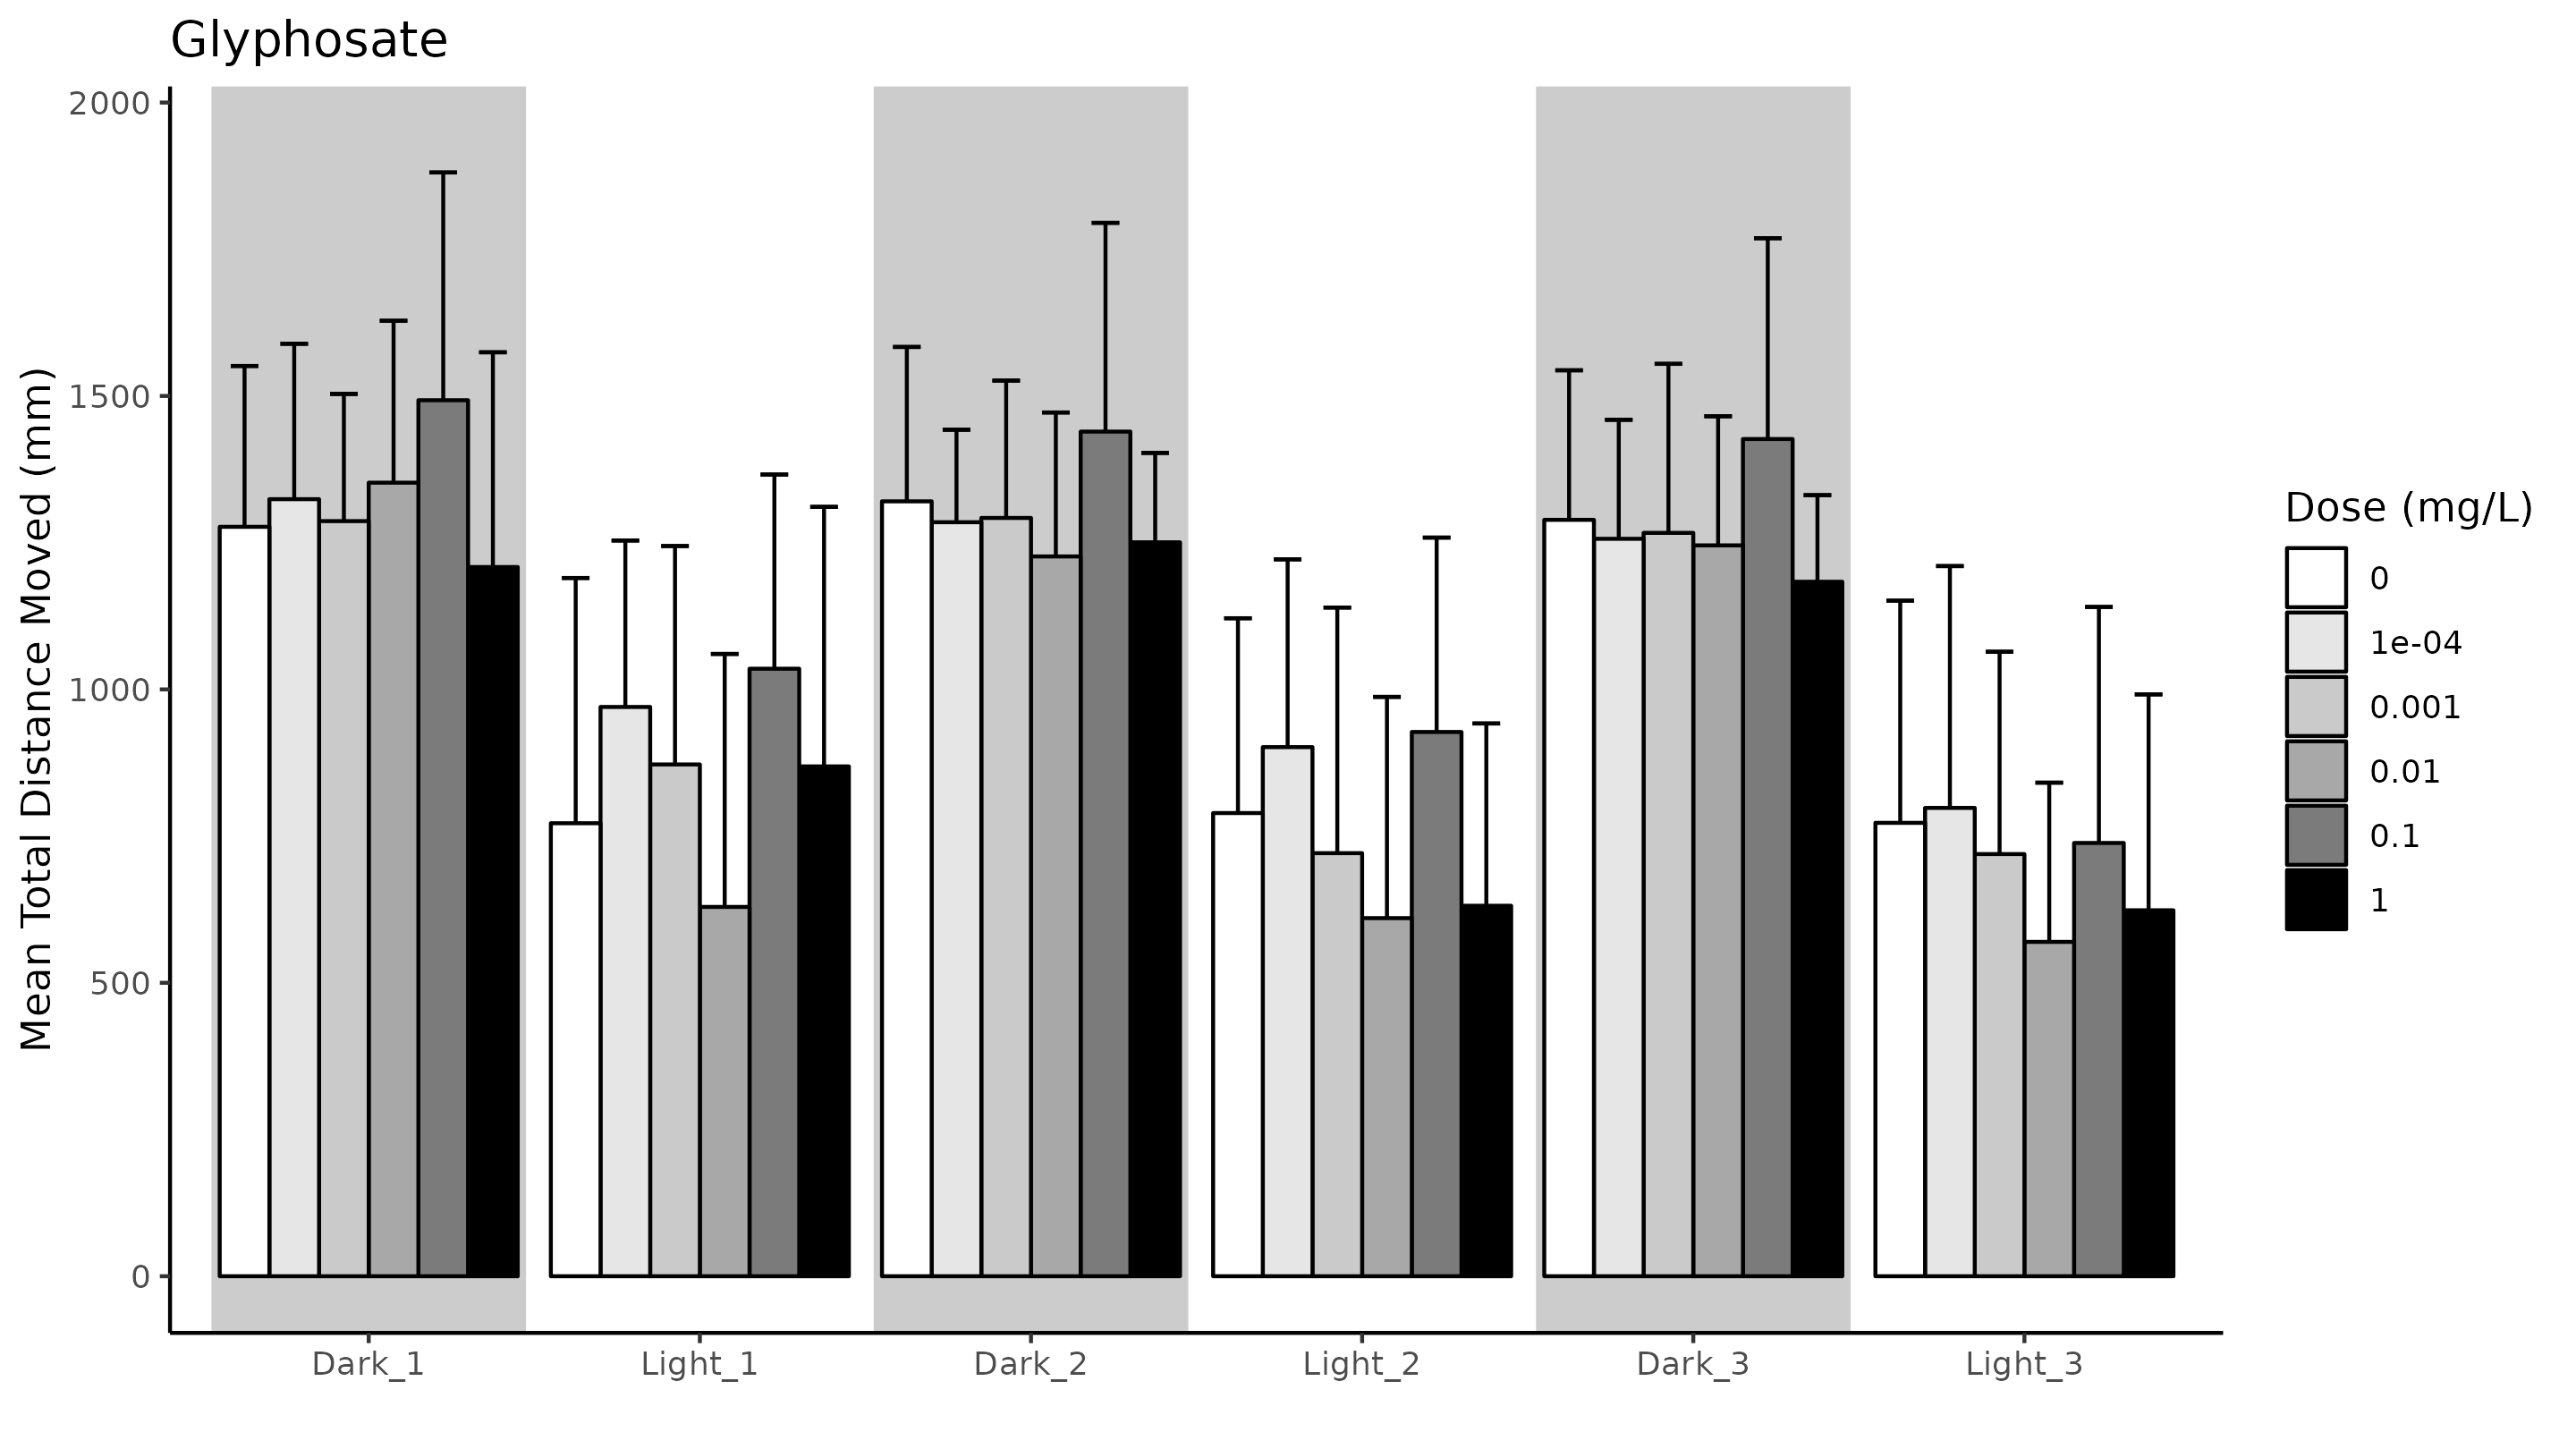 Glyphosate
Mean Total Distance Moved (mm)
2000
1500
1000
500
0
Dark_1
Light_1
Dark_2
Light_2
Dark_3
Light_3
Dose (mg/L)
0
1e-04
0.001
0.01
0.1
1